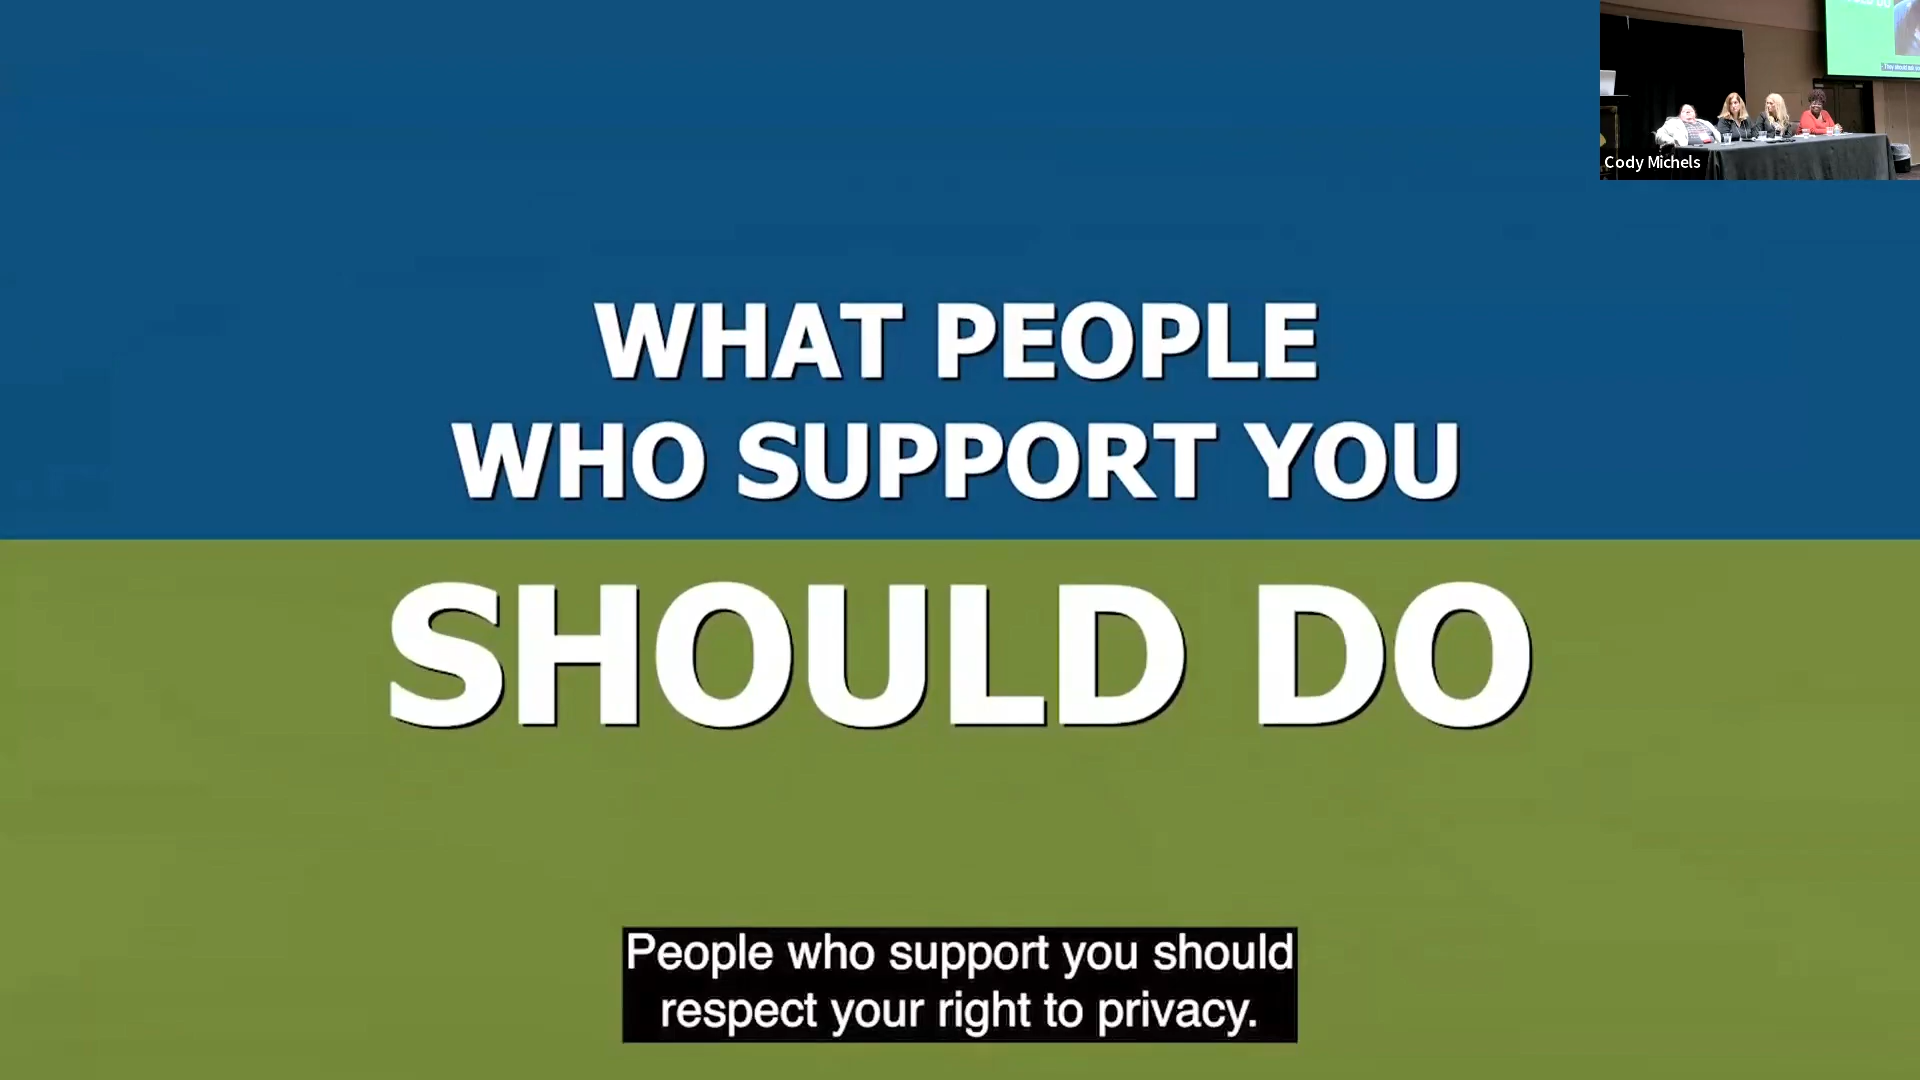 WHAT PEOPLE
WHO SUPPORT YOU
SHOULD DO
People who support you should
respect your right to privacy.
Cody Michels